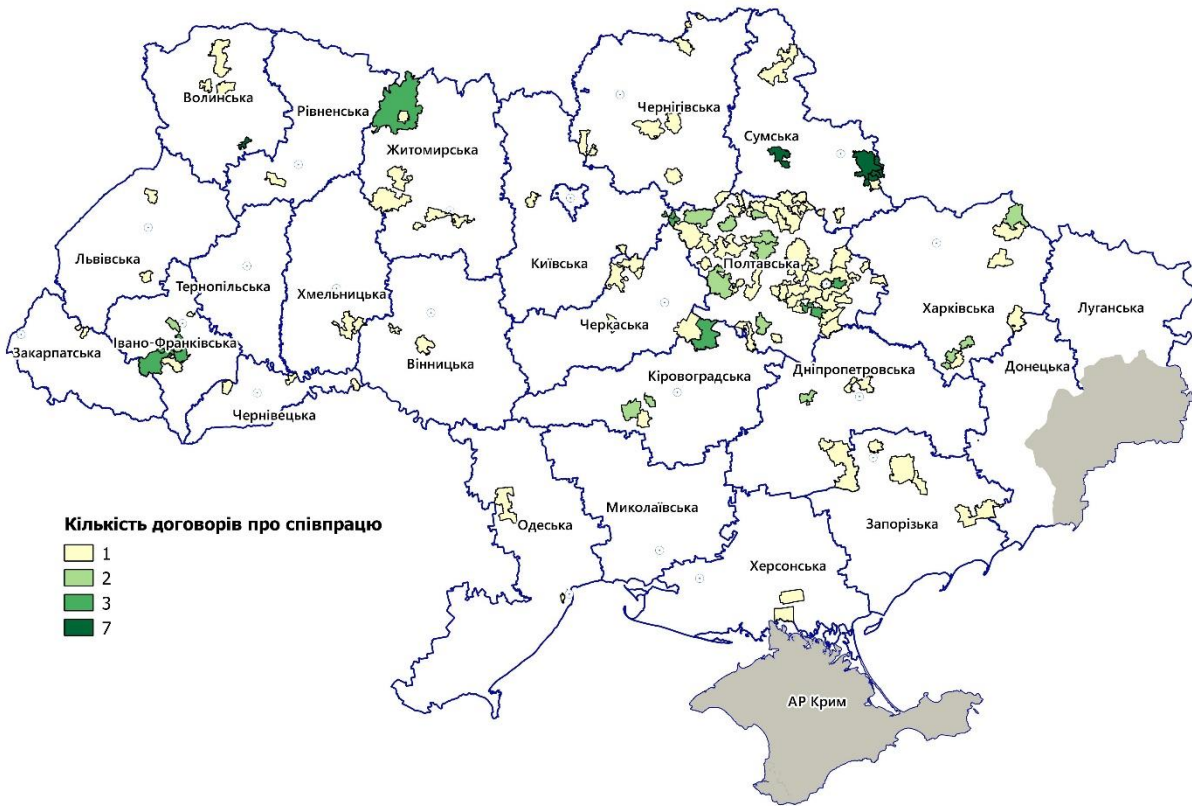 Волинська
Рівненська
Житомирська
Чернігівська
Сумська
Львівська
Тернопільська
Хмельницька
Київська
Полтавська
Харківська
Луганська
Закарпатська
Івано-Франківська
Вінницька
Черкаська
Чернівецька
Кіровоградська
Дніпропетровська
Донецька
Одеська
Миколаївська
Запорізька
Херсонська
АР Крим
Кількість договорів про співпрацю
1
2
3
7